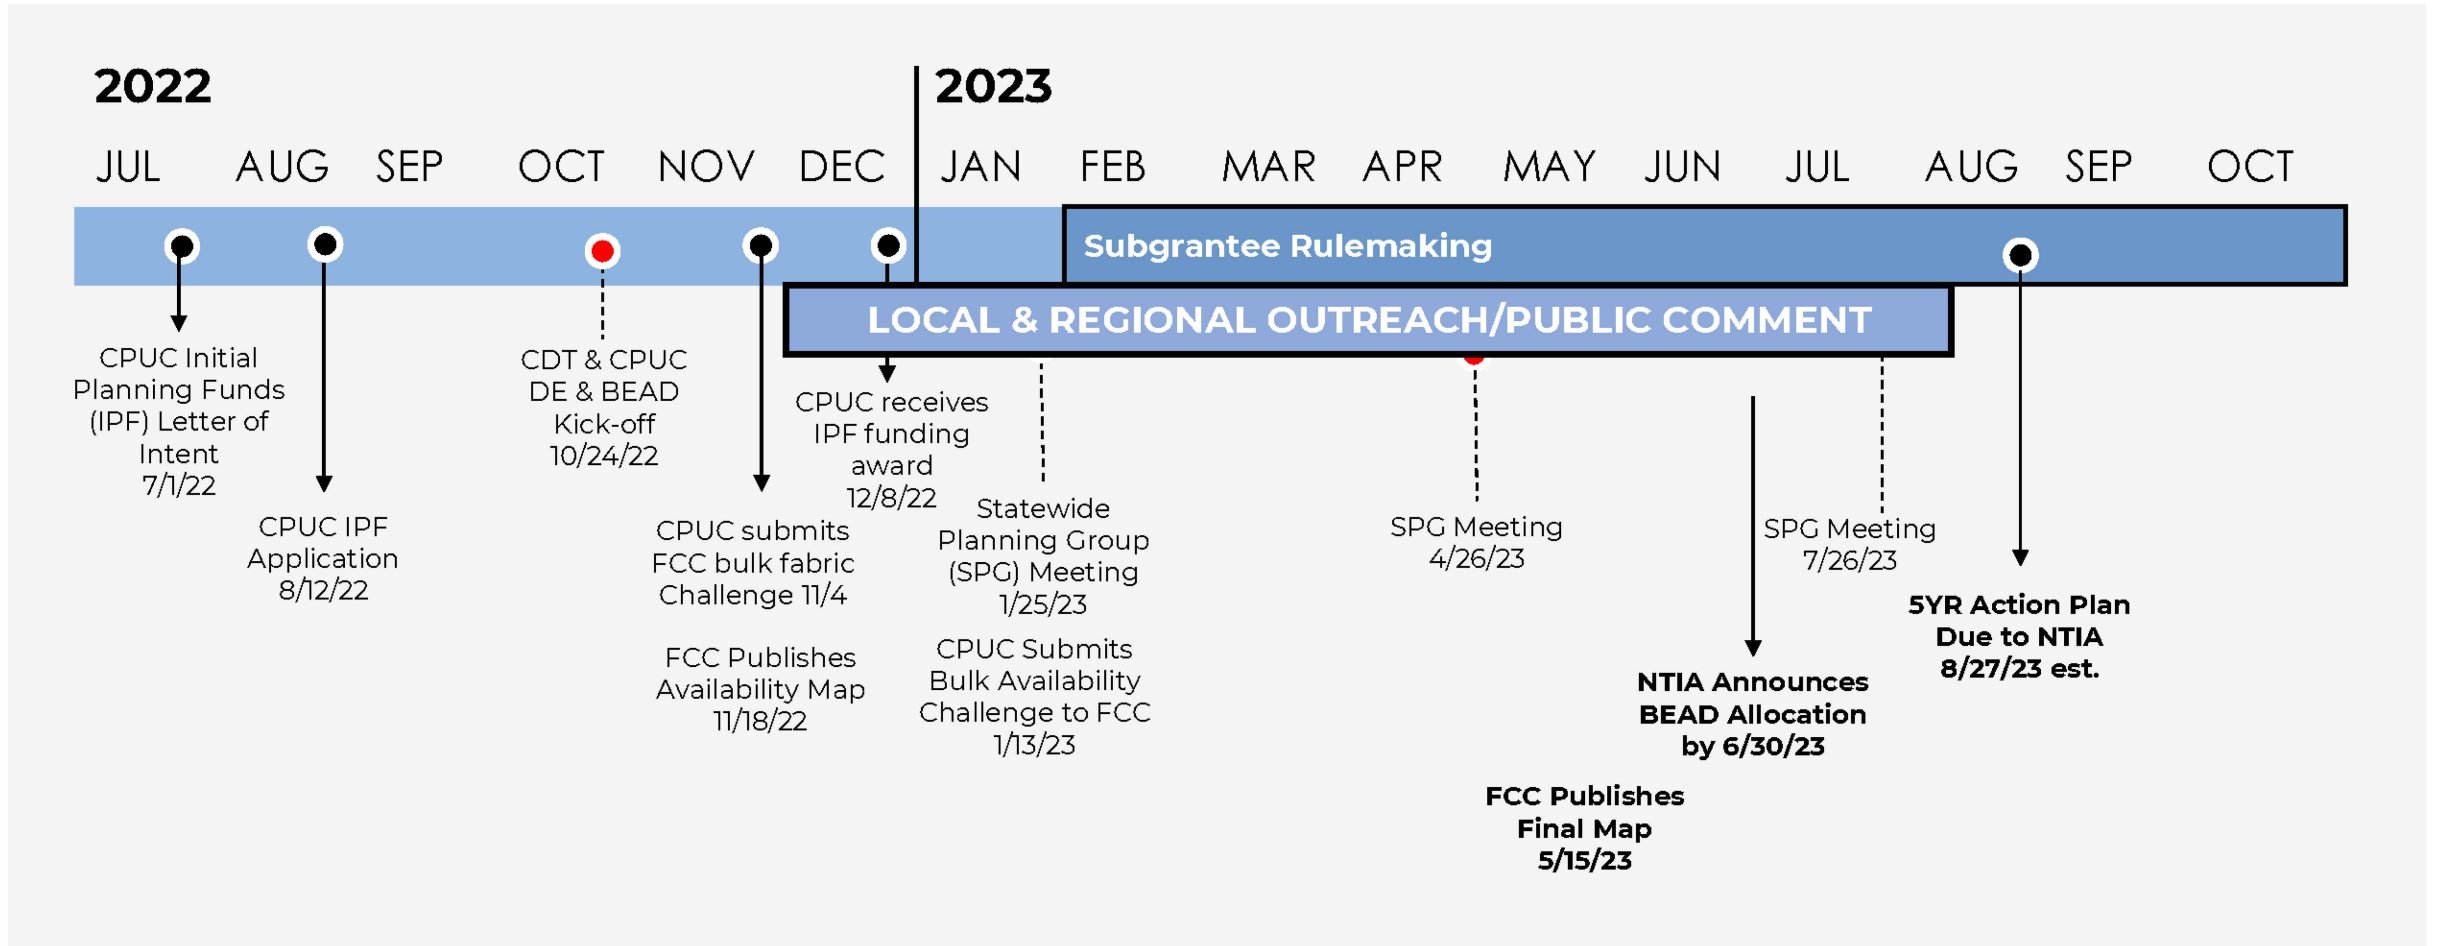 2022
2023
JUL AUG SEP OCT NOV DEC JAN FEB MAR APR MAY JUN JUL AUG SEP OCT
Subgrantee Rulemaking
LOCAL & REGIONAL OUTREACH/PUBLIC COMMENT
CPUC Initial
Planning Funds
(IPF) Letter of
Intent
7/1/22
CPUC IPF
Application
8/12/22
CDT & CPUC
DE & BEAD
Kick-off
10/24/22
CPUC submits
FCC bulk fabric
Challenge 11/4
FCC Publishes
Availability Map
11/18/22
CPUC receives
IPF funding
award
12/8/22
Statewide
Planning Group
(SPG) Meeting
1/25/23
CPUC Submits
Bulk Availability
Challenge to FCC
1/13/23
SPG Meeting
4/26/23
FCC Publishes
Final Map
5/15/23
NTIA Announces
BEAD Allocation
by 6/30/23
SPG Meeting
7/26/23
5YR Action Plan
Due to NTIA
8/27/23 est.